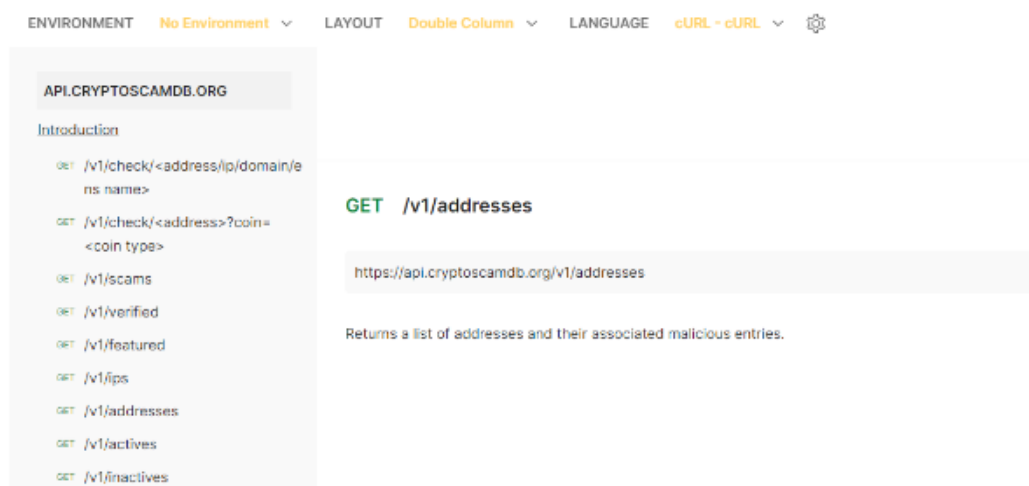 ENVIRONMENT No Environment LAYOUT Double Column LANGUAGE cURL - cURL
API.CRYPTOSCAMDB.ORG
Introduction
GET /v1/check/<address/ip/domain/e
ns name>
GET /v1/check/<address>?coin=
<coin type>
GET /v1/scams
GET /v1/verified
GET /v1/featured
GET /v1/ips
GET /v1/addresses
GET /v1/actives
GET /v1/inactives
GET /v1/addresses
https://api.cryptoscamdb.org/v1/addresses
Returns a list of addresses and their associated malicious entries.